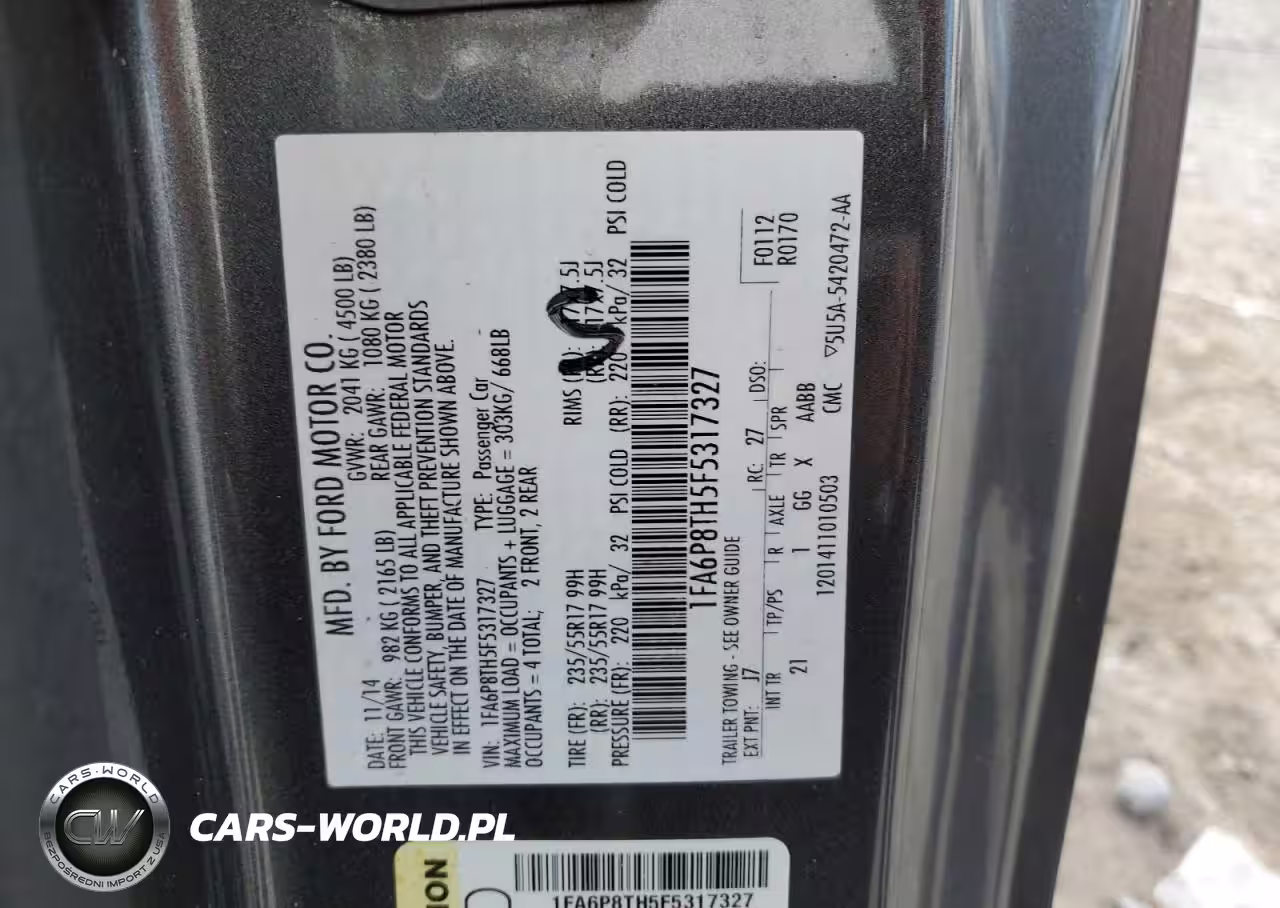 MFD. BY FORD MOTOR CO.
DATE: 11/14 GVWR: 2041 KG ( 4500 LB)
FRONT GAWR: 982 KG ( 2165 LB) REAR GAWR: 1080 KG ( 2380 LB)
THIS VEHICLE CONFORMS TO ALL APPLICABLE FEDERAL MOTOR
VEHICLE SAFETY, BUMPER, AND THEFT PREVENTION STANDARDS
IN EFFECT ON THE DATE OF MANUFACTURE SHOWN ABOVE.
VIN: 1FA6P8TH5F5317327 TYPE: Passenger Car
MAXIMUM LOAD = OCCUPANTS + LUGGAGE = 303KG/ 668LB
OCCUPANTS = 4 TOTAL; 2 FRONT, 2 REAR
TIRE (FR): 235/55R17 99H RIMS
(RR): 235/55R17 99H
PRESSURE (FR): 220 kPa/ 32 PSI COLD (RR): 220 kPa/ 32 PSI COLD
1FA6P8TH5F5317327
TRAILER TOWING - SEE OWNER GUIDE
EXT PNT: J7 RC: 27 DSO: F0112
R0170
INT TR TP/PS R AXLE TR SPR
21 1 GG X AABB
1201411010503 CMC ▽5U5A-5420472-AA
CARS-WORLD
CW
BEZPOŚREDNI IMPORT Z USA
CARS-WORLD.PL
1FA6P8TH5F5317327